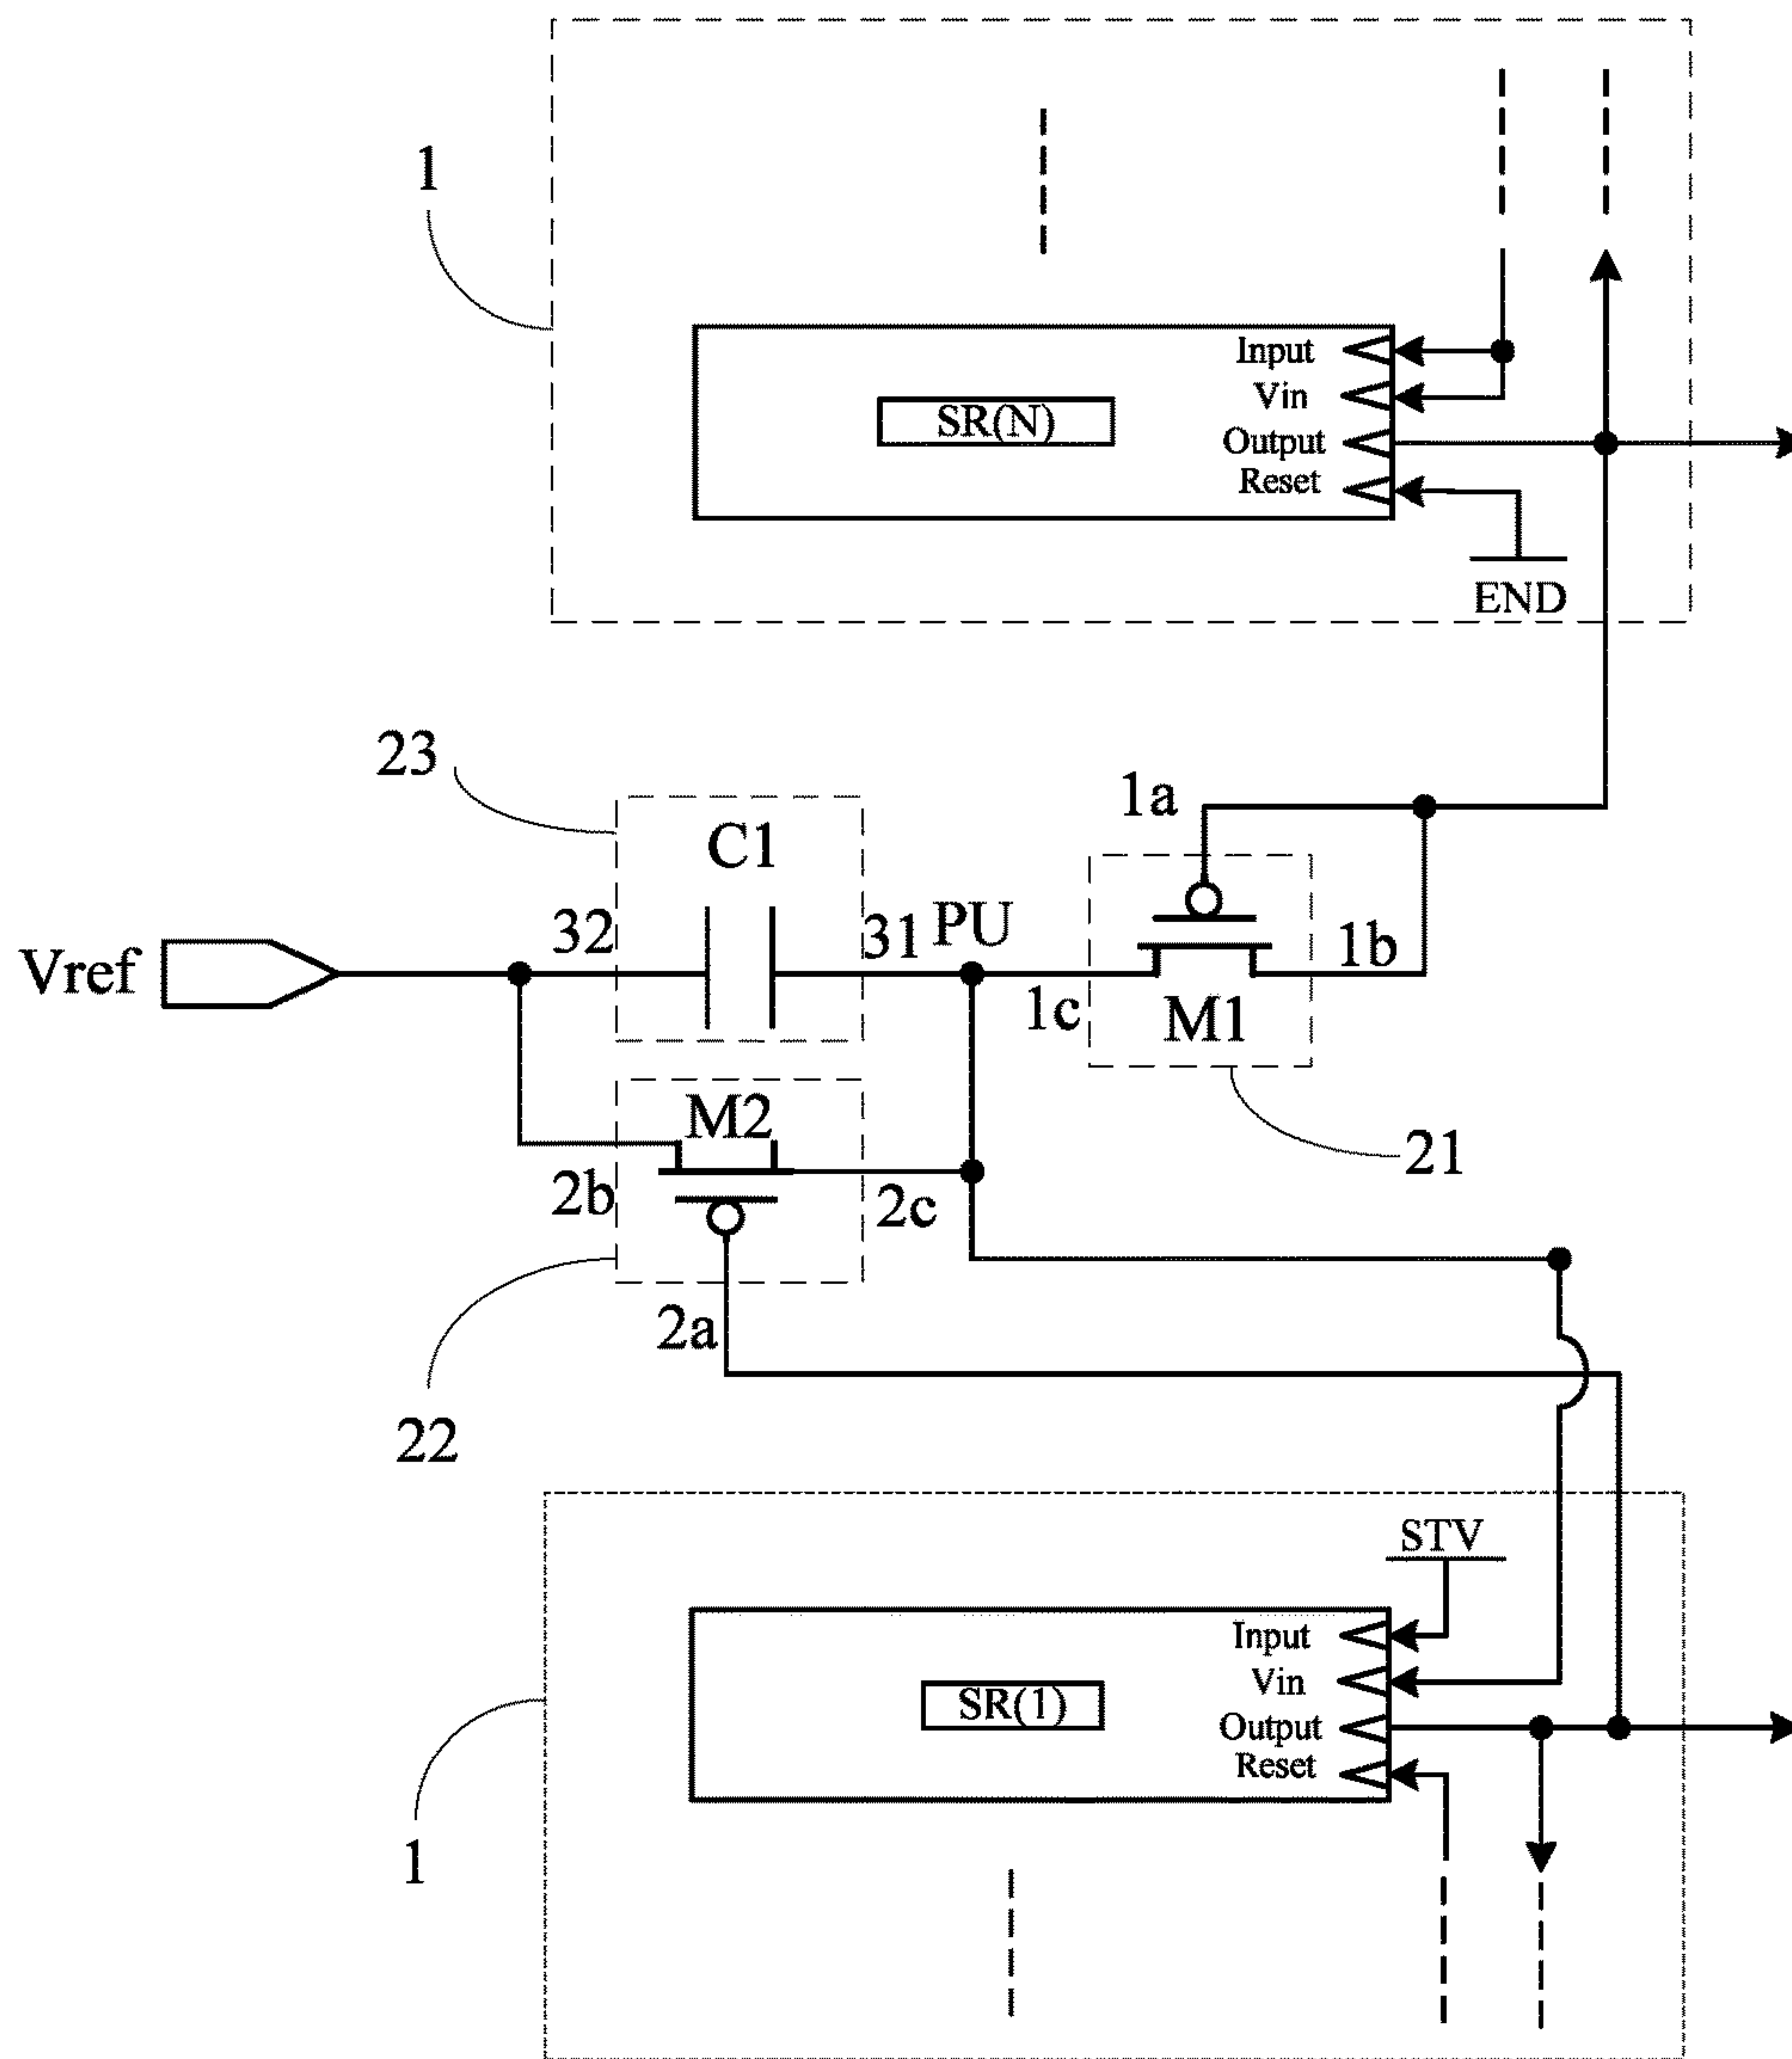 1
Input
Vin
SR(N)
Output
Reset
END
23
1a
C1
32
31
PU
1b
Vref
1c
M1
M2
21
2b
2c
2a
22
STV
Input
Vin
SR(1)
Output
Reset
1